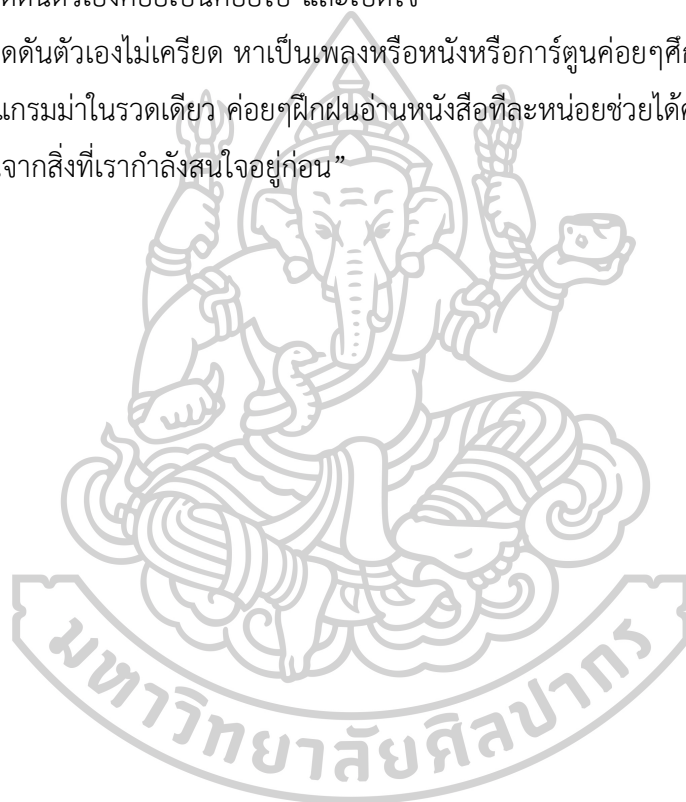 ดดันตัวเองไม่เครียด หาเป็นเพลงหรือหนังหรือการ์ตูนค่อยๆศึก
แกรมม่าในรวดเดียว ค่อยๆฝึกฝนอ่านหนังสือทีละหน่อยช่วยได้
จากสิ่งที่เรากำลังสนใจอยู่ก่อน”
มหาวิทยาลัยศิลปากร